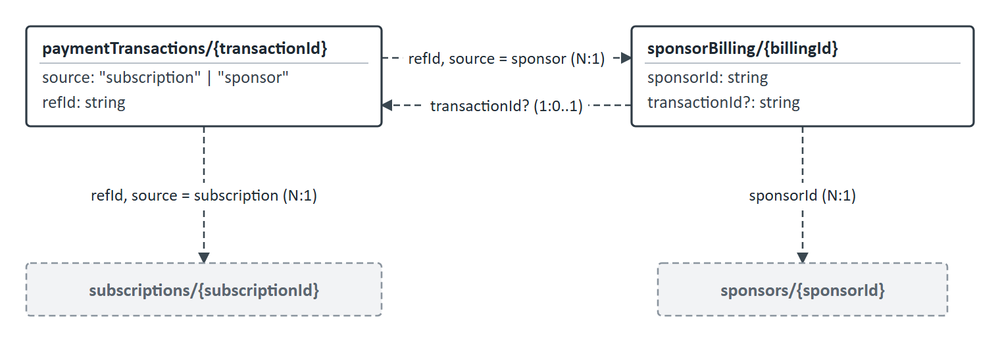 paymentTransactions/{transactionId}
source: "subscription" | "sponsor"
refId: string
refId, source = sponsor (N:1)
transactionId? (1:0..1)
sponsorBilling/{billingId}
sponsorId: string
transactionId?: string
refId, source = subscription (N:1)
sponsorId (N:1)
subscriptions/{subscriptionId}
sponsors/{sponsorId}